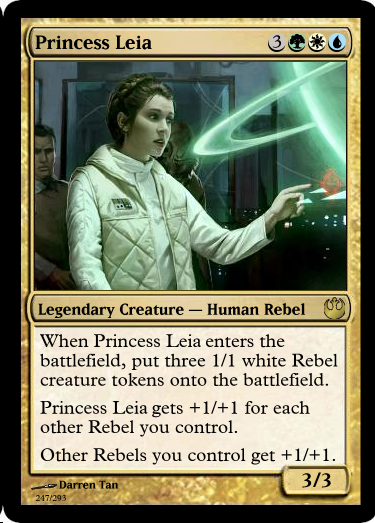 Princess Leia 3
Legendary Creature — Human Rebel
When Princess Leia enters the
battlefield, put three 1/1 white Rebel
creature tokens onto the battlefield.
Princess Leia gets +1/+1 for each
other Rebel you control.
Other Rebels you control get +1/+1.
3/3
Darren Tan
247/293